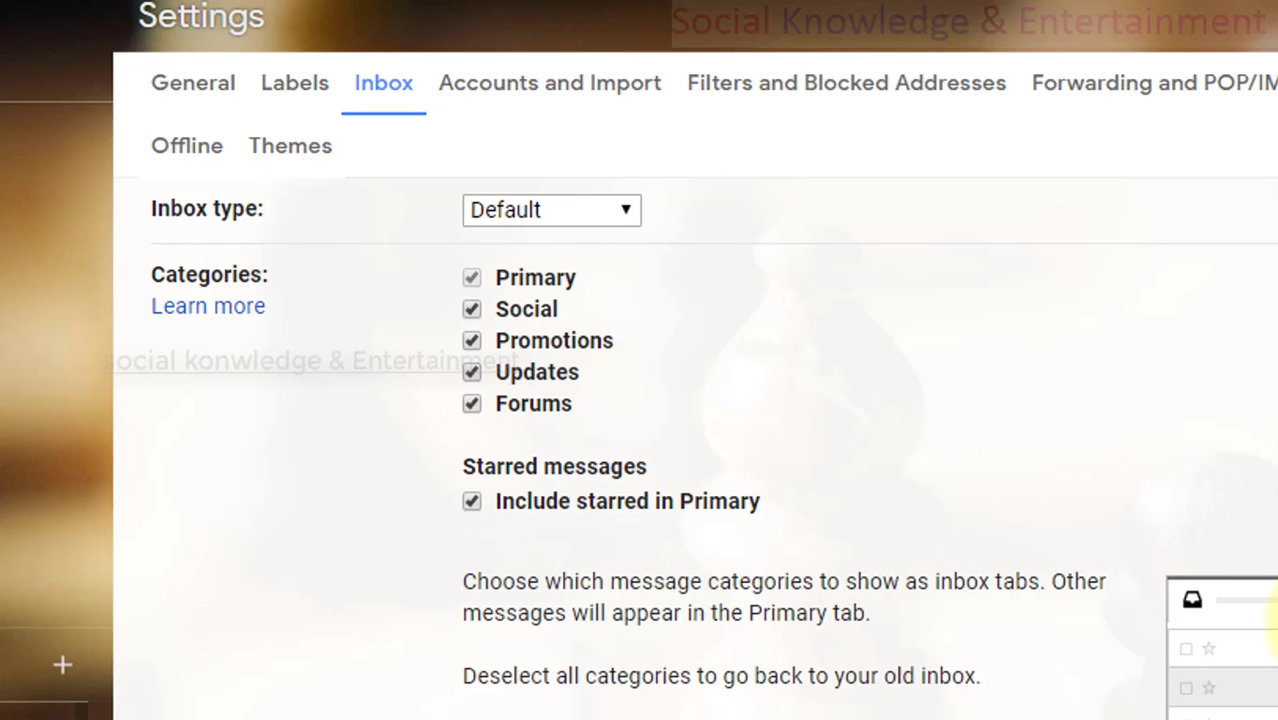 Settings
Social Knowledge & Entertainment
General Labels Inbox Accounts and Import Filters and Blocked Addresses Forwarding and POP/IM
Offline Themes
Inbox type: Default
Categories:
Learn more
Primary
Social
Promotions
Updates
Forums
social konwledge & Entertainment
Starred messages
Include starred in Primary
Choose which message categories to show as inbox tabs. Other
messages will appear in the Primary tab.
Deselect all categories to go back to your old inbox.